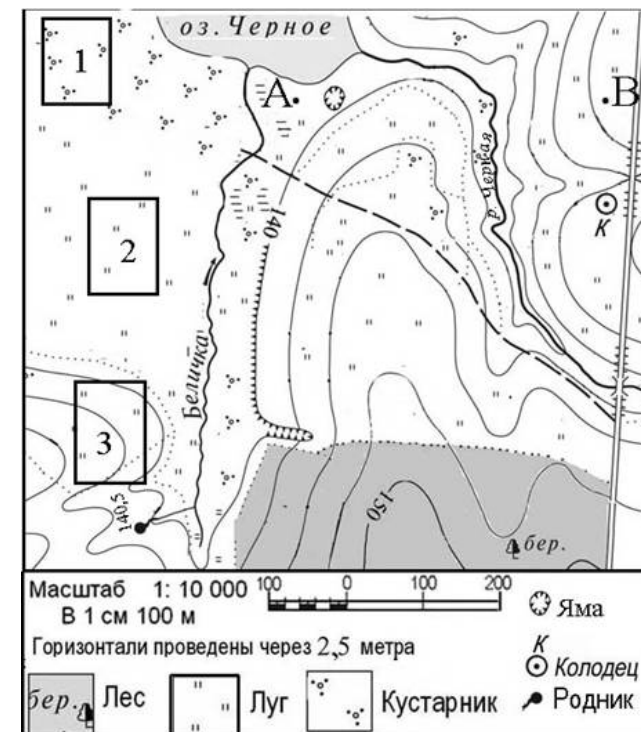 оз. Черное
1
А
В
р. Черная
К
140
2
Беличка
3
140,5
150
бер.
Масштаб 1: 10 000
В 1 см 100 м
100 0 100 200
Горизонтали проведены через 2,5 метра
Яма
К
Колодец
бер. Лес
Луг
Кустарник
Родник